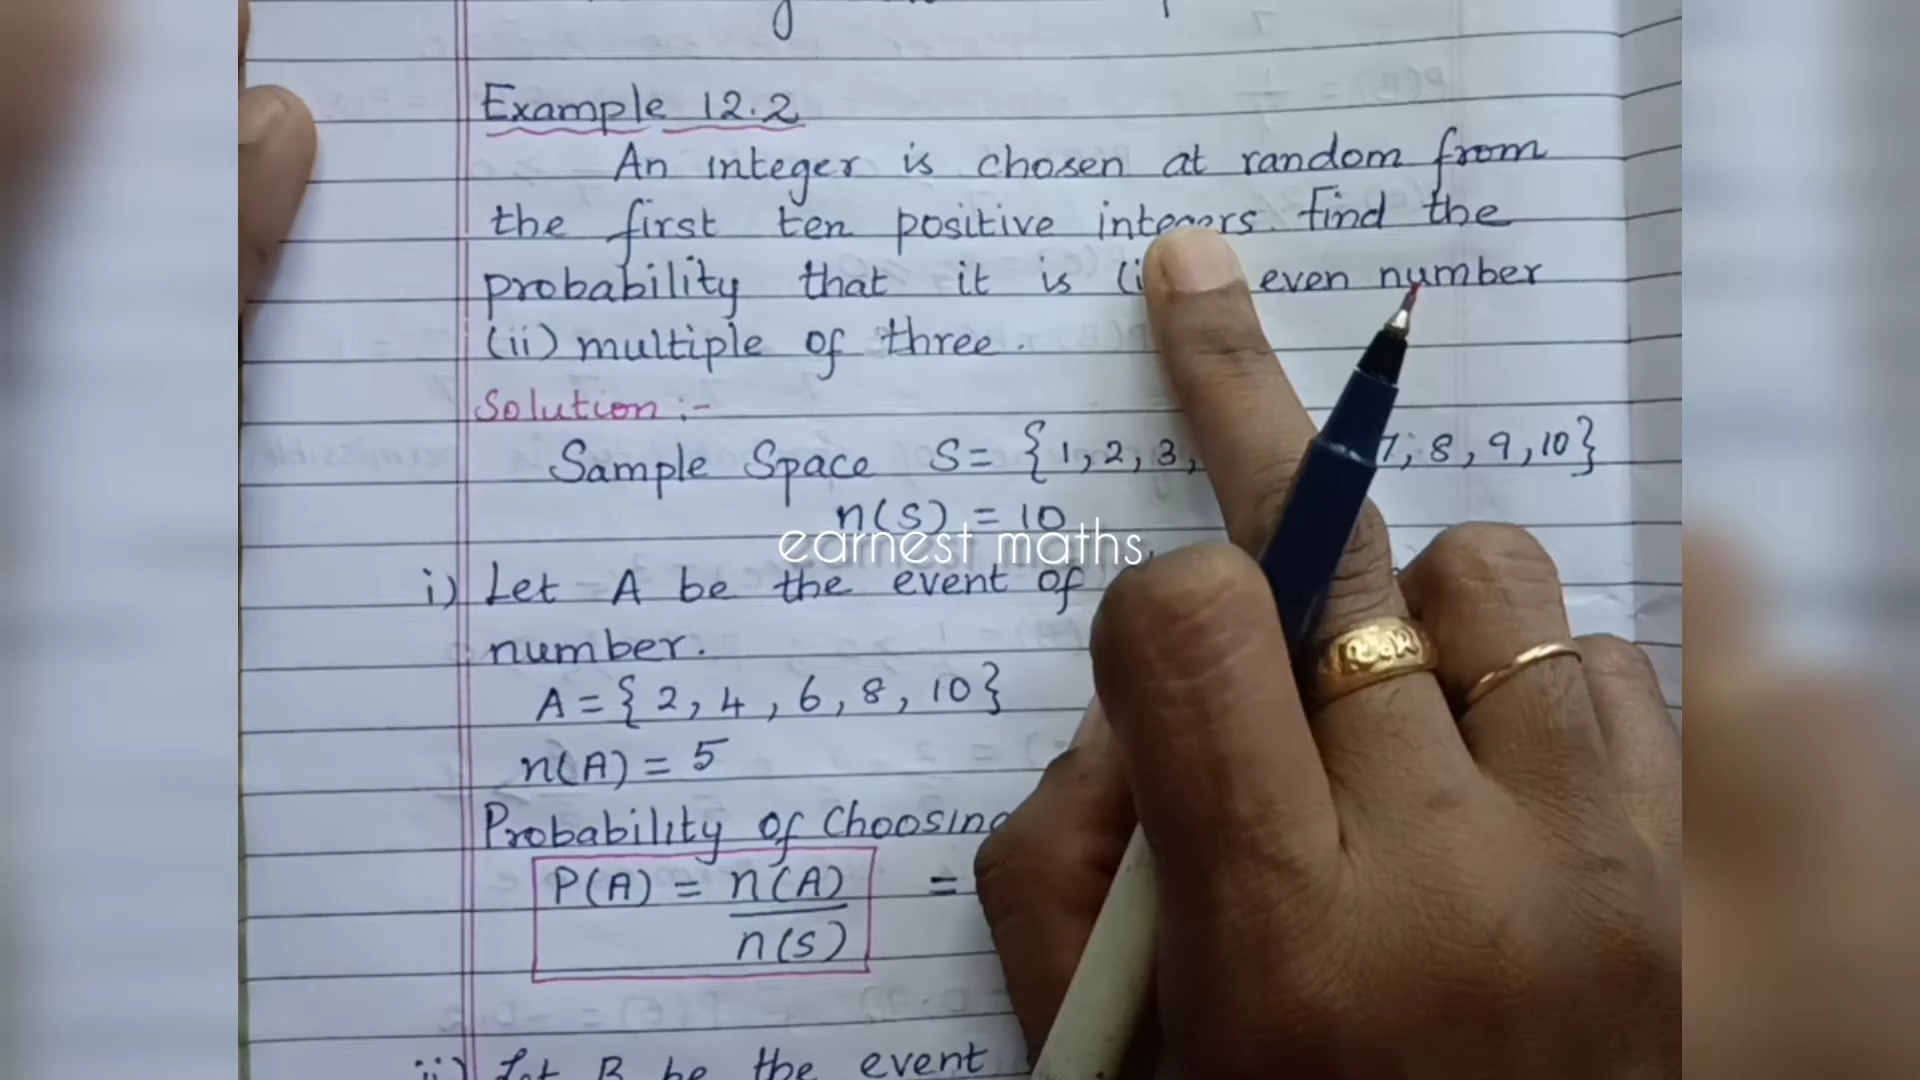 Example 12.2
An integer is chosen at random from
the first ten positive integers. Find the
probability that it is (i) even number
(ii) multiple of three.
Solution :-
Sample Space S = {1, 2, 3, 7, 8, 9, 10}
n(S) = 10
earnest maths
i) Let A be the event of
number.
A = { 2, 4, 6, 8, 10 }
n(A) = 5
Probability of Choosing
P(A) = n(A) =
n(S)
ii) Let B be the event